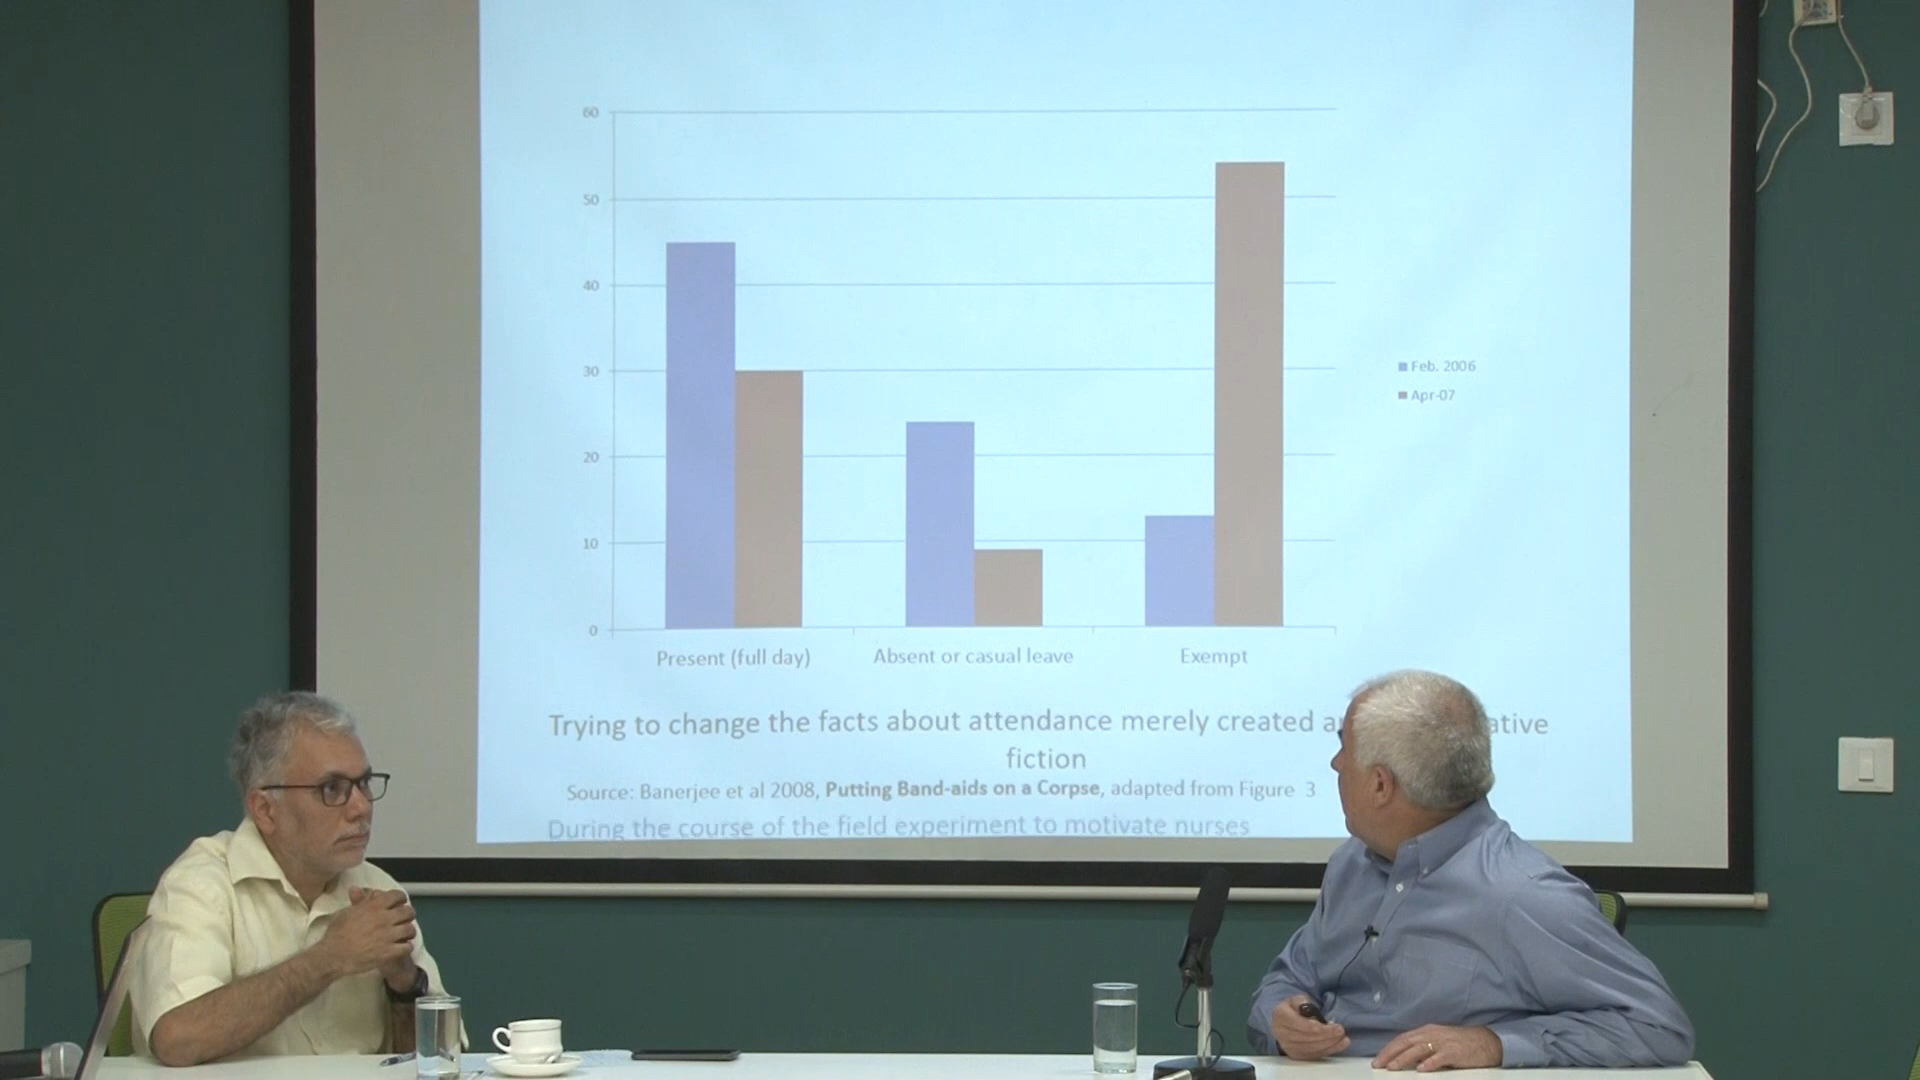 60
50
40
30
20
10
0
Feb. 2006
Apr-07
Present (full day) Absent or casual leave Exempt
Trying to change the facts about attendance merely created a ative
fiction
Source: Banerjee et al 2008, Putting Band-aids on a Corpse, adapted from Figure 3
During the course of the field experiment to motivate nurses